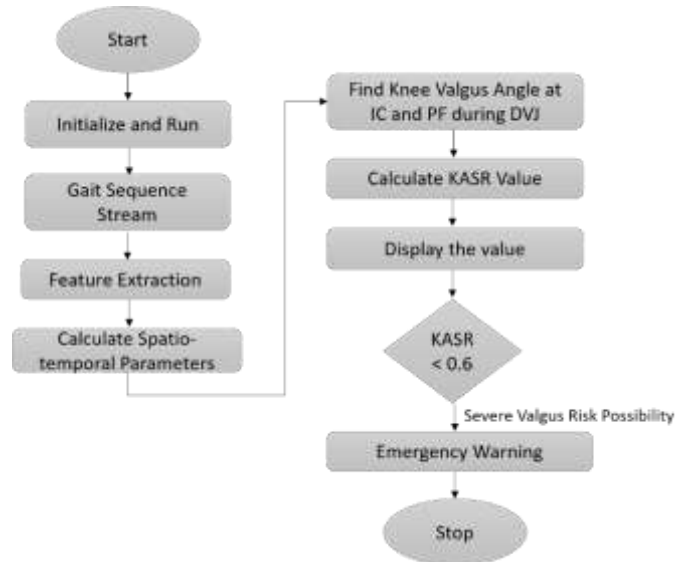 Start
Initialize and Run
Gait Sequence
Stream
Feature Extraction
Calculate Spatio-
temporal Parameters
Find Knee Valgus Angle at
IC and PF during DVJ
Calculate KASR Value
Display the value
KASR
< 0.6
Severe Valgus Risk Possibility
Emergency Warning
Stop